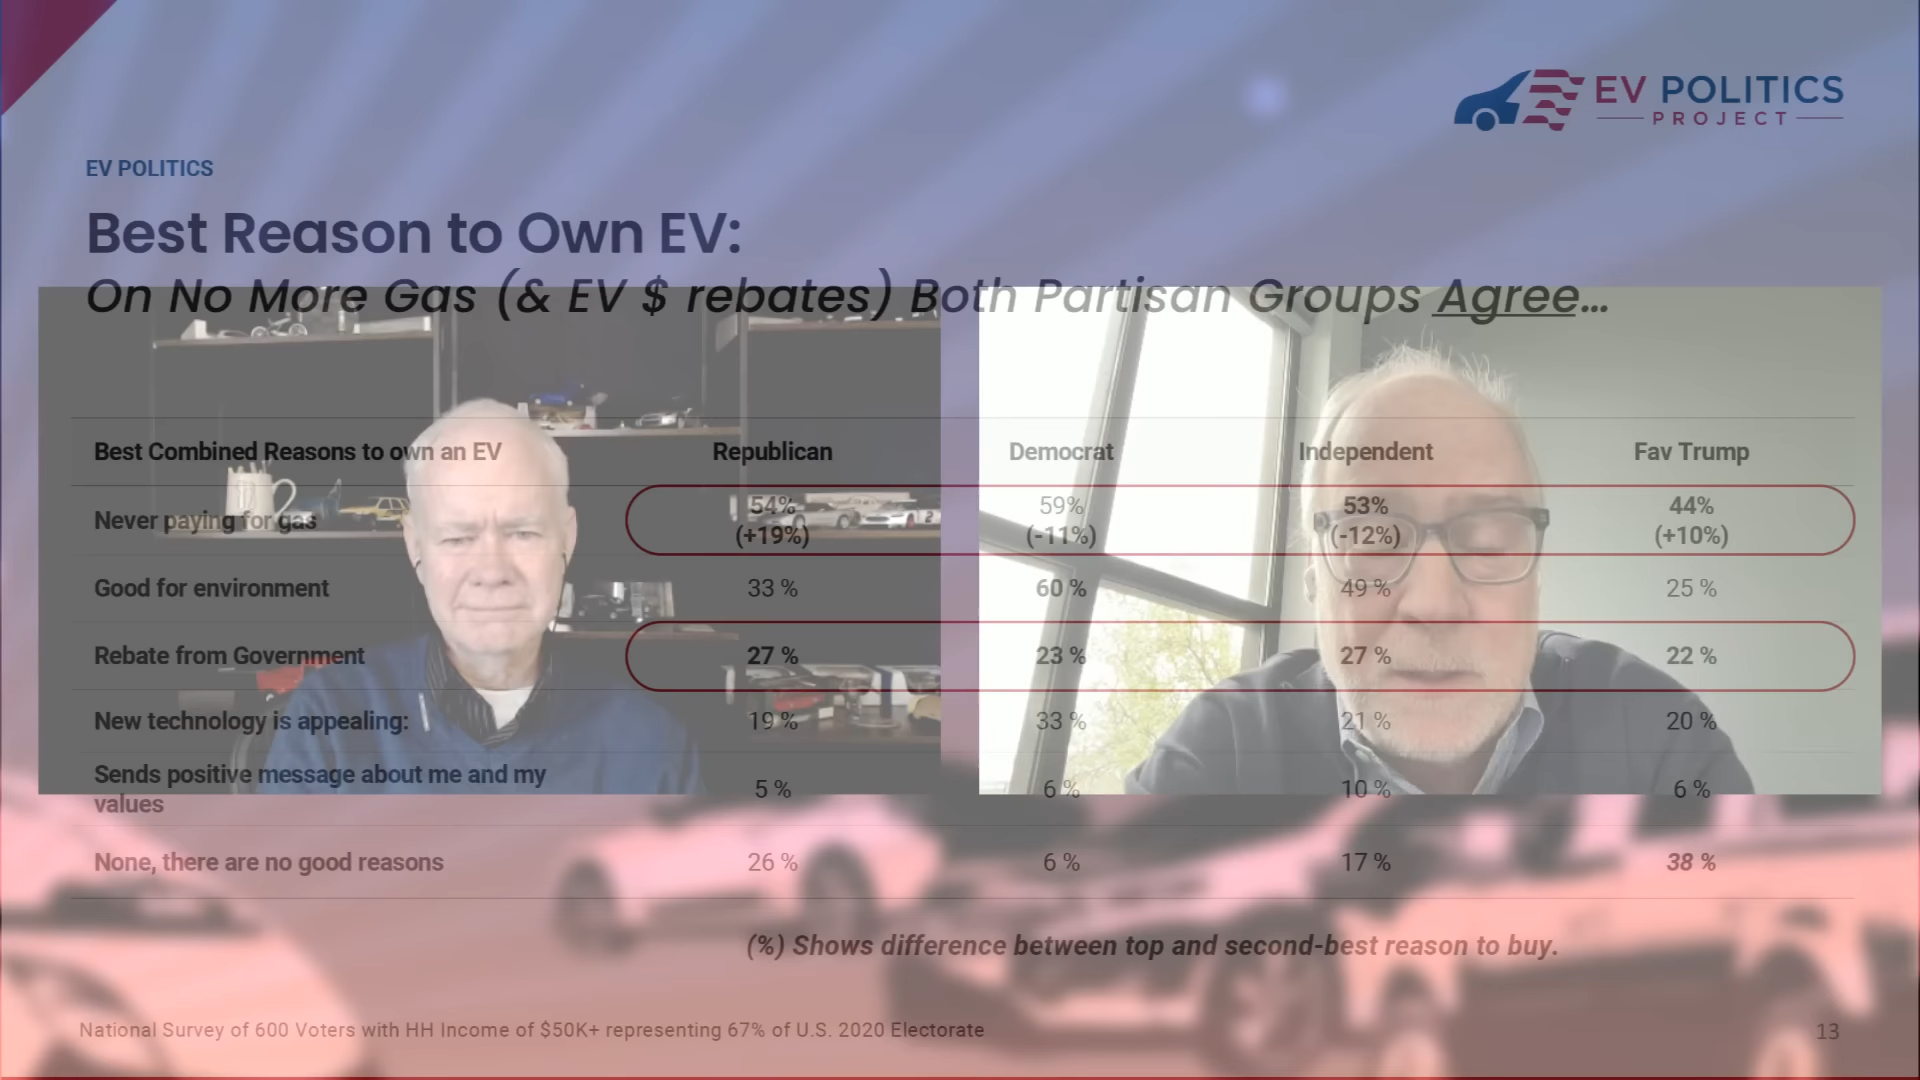 EV POLITICS
PROJECT
EV POLITICS
Best Reason to Own EV:
On No More Gas (& EV $ rebates) Both Partisan Groups Agree...
Best Combined Reasons to own an EV Republican Democrat Independent Fav Trump
Never paying for gas 54% (+19%) 59% (-11%) 53% (-12%) 44% (+10%)
Good for environment 33 % 60 % 49 % 25 %
Rebate from Government 27 % 23 % 27 % 22 %
New technology is appealing: 19 % 33 % 21 % 20 %
Sends positive message about me and my
values 5 % 6 % 10 % 6 %
None, there are no good reasons 26 % 6 % 17 % 38 %
(%) Shows difference between top and second-best reason to buy.
National Survey of 600 Voters with HH Income of $50K+ representing 67% of U.S. 2020 Electorate
13